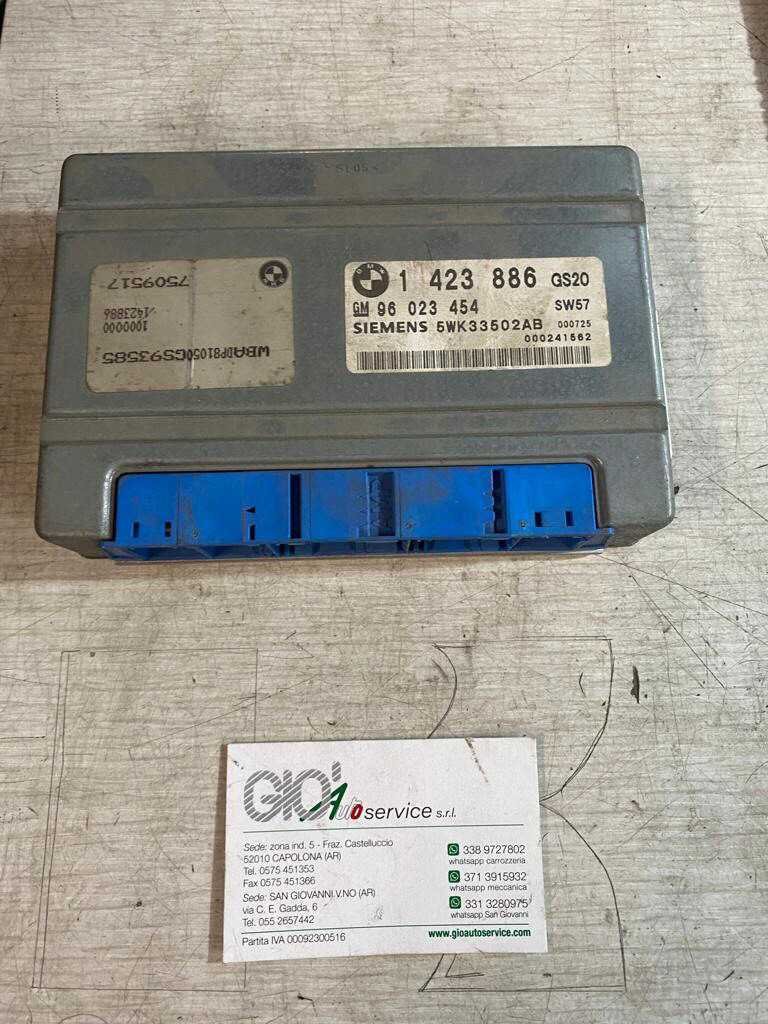 BMW
1 423 886 GS20
GM 96 023 454 SW57
SIEMENS 5WK33502AB 000725
000241562
BMW
WBADP81050GS93585
1000000
1423886
7509517
GIO' Autoservice s.r.l.
Sede: zona ind. 5 - Fraz. Castelluccio
52010 CAPOLONA (AR)
Tel. 0575 451353
Fax 0575 451366
Sede: SAN GIOVANNI V.NO (AR)
via C. E. Gadda, 6
Tel. 055 2657442
Partita IVA 00092300516
338 9727802
whatsapp carrozzeria
371 3915932
whatsapp meccanica
331 3280975
whatsapp San Giovanni
www.gioautoservice.com